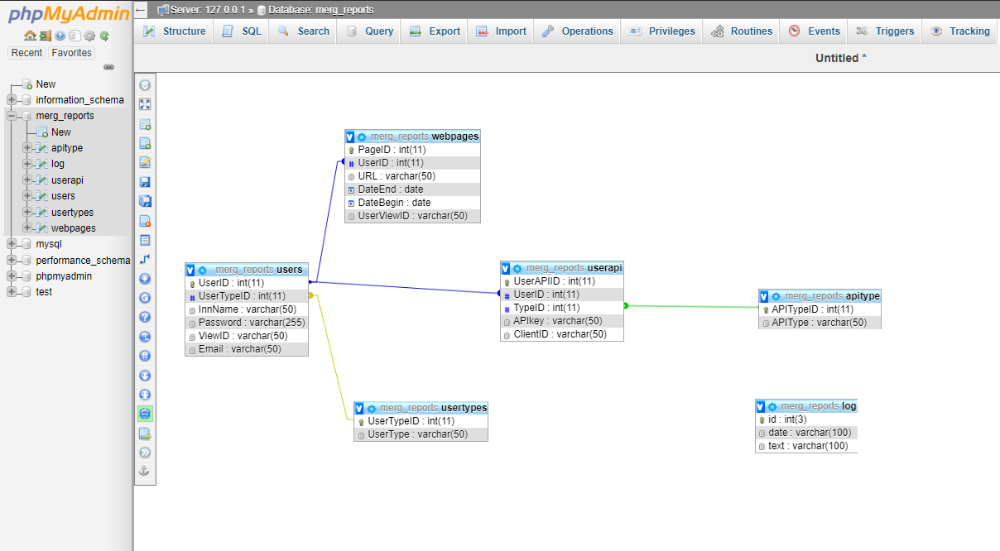 phpMyAdmin
Recent Favorites
New
information_schema
merg_reports
New
apitype
log
userapi
users
usertypes
webpages
mysql
performance_schema
phpmyadmin
test
Server: 127.0.0.1 » Database: merg_reports
Structure SQL Search Query Export Import Operations Privileges Routines Events Triggers Tracking
Untitled *
V merg_reports webpages
PageID : int(11)
# UserID : int(11)
URL : varchar(50)
DateEnd : date
DateBegin : date
UserViewID : varchar(50)
V merg_reports users
UserID : int(11)
# UserTypeID : int(11)
InnName : varchar(50)
Password : varchar(255)
ViewID : varchar(50)
Email : varchar(50)
V merg_reports userapi
UserAPIID : int(11)
# UserID : int(11)
# TypeID : int(11)
APIkey : varchar(50)
ClientID : varchar(50)
V merg_reports apitype
APITypeID : int(11)
APIType : varchar(50)
V merg_reports usertypes
UserTypeID : int(11)
UserType : varchar(50)
V merg_reports log
id : int(3)
date : varchar(100)
text : varchar(100)